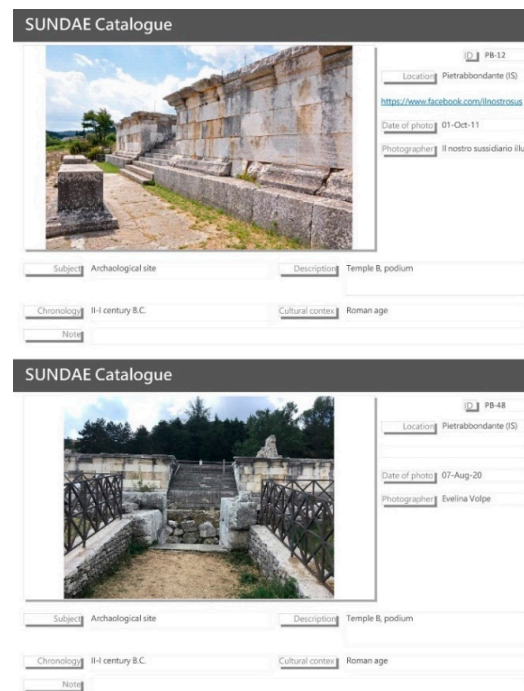 SUNDAE Catalogue
ID PB-12
Location Pietrabbondante (IS)
https://www.facebook.com/ilnostrosus
Date of photo 01-Oct-11
Photographer Il nostro sussidiario illu
Subject Archaological site Description Temple B, podium
Chronology II-I century B.C. Cultural contex Roman age
Note
SUNDAE Catalogue
ID PB-48
Location Pietrabbondante (IS)
Date of photo 07-Aug-20
Photographer Evelina Volpe
Subject Archaological site Description Temple B, podium
Chronology II-I century B.C. Cultural contex Roman age
Note